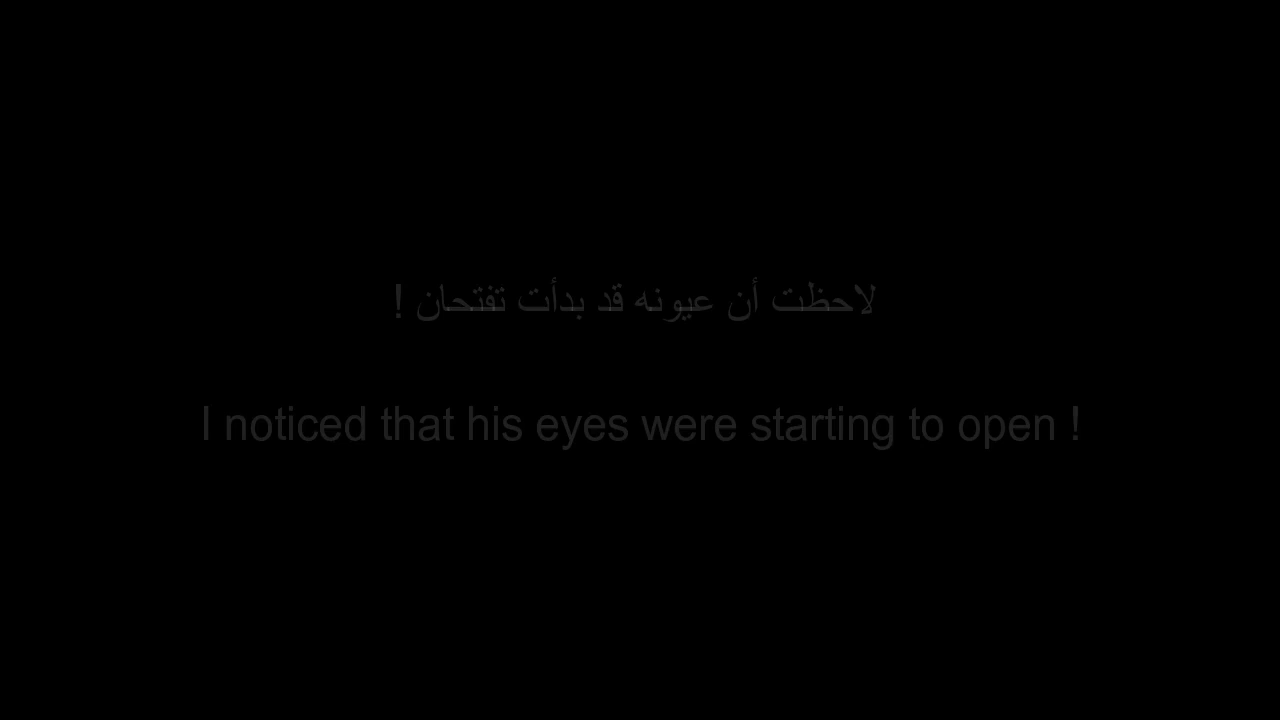 لاحظت أن عيونه قد بدأت تفتحان !
I noticed that his eyes were starting to open !